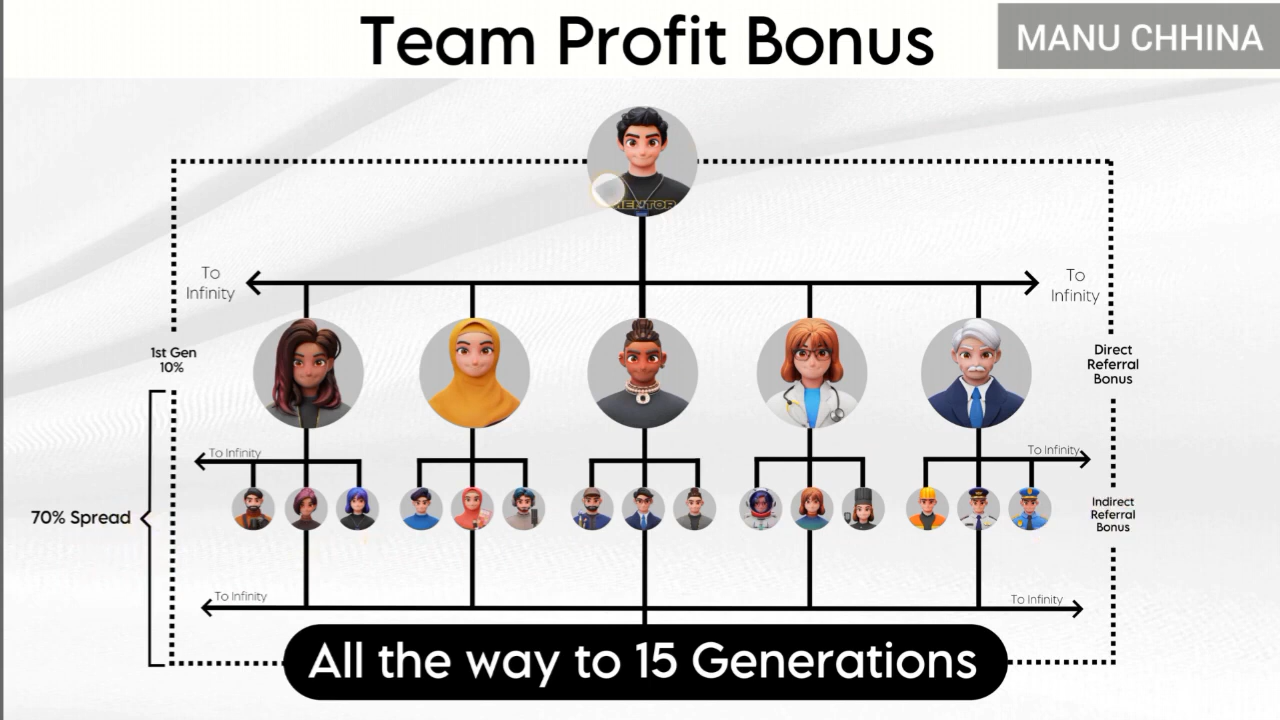 Team Profit Bonus
MANU CHHINA
MENTOR
To
Infinity
To
Infinity
1st Gen
10%
Direct
Referral
Bonus
To Infinity
To Infinity
70% Spread
Indirect
Referral
Bonus
To Infinity
To Infinity
All the way to 15 Generations